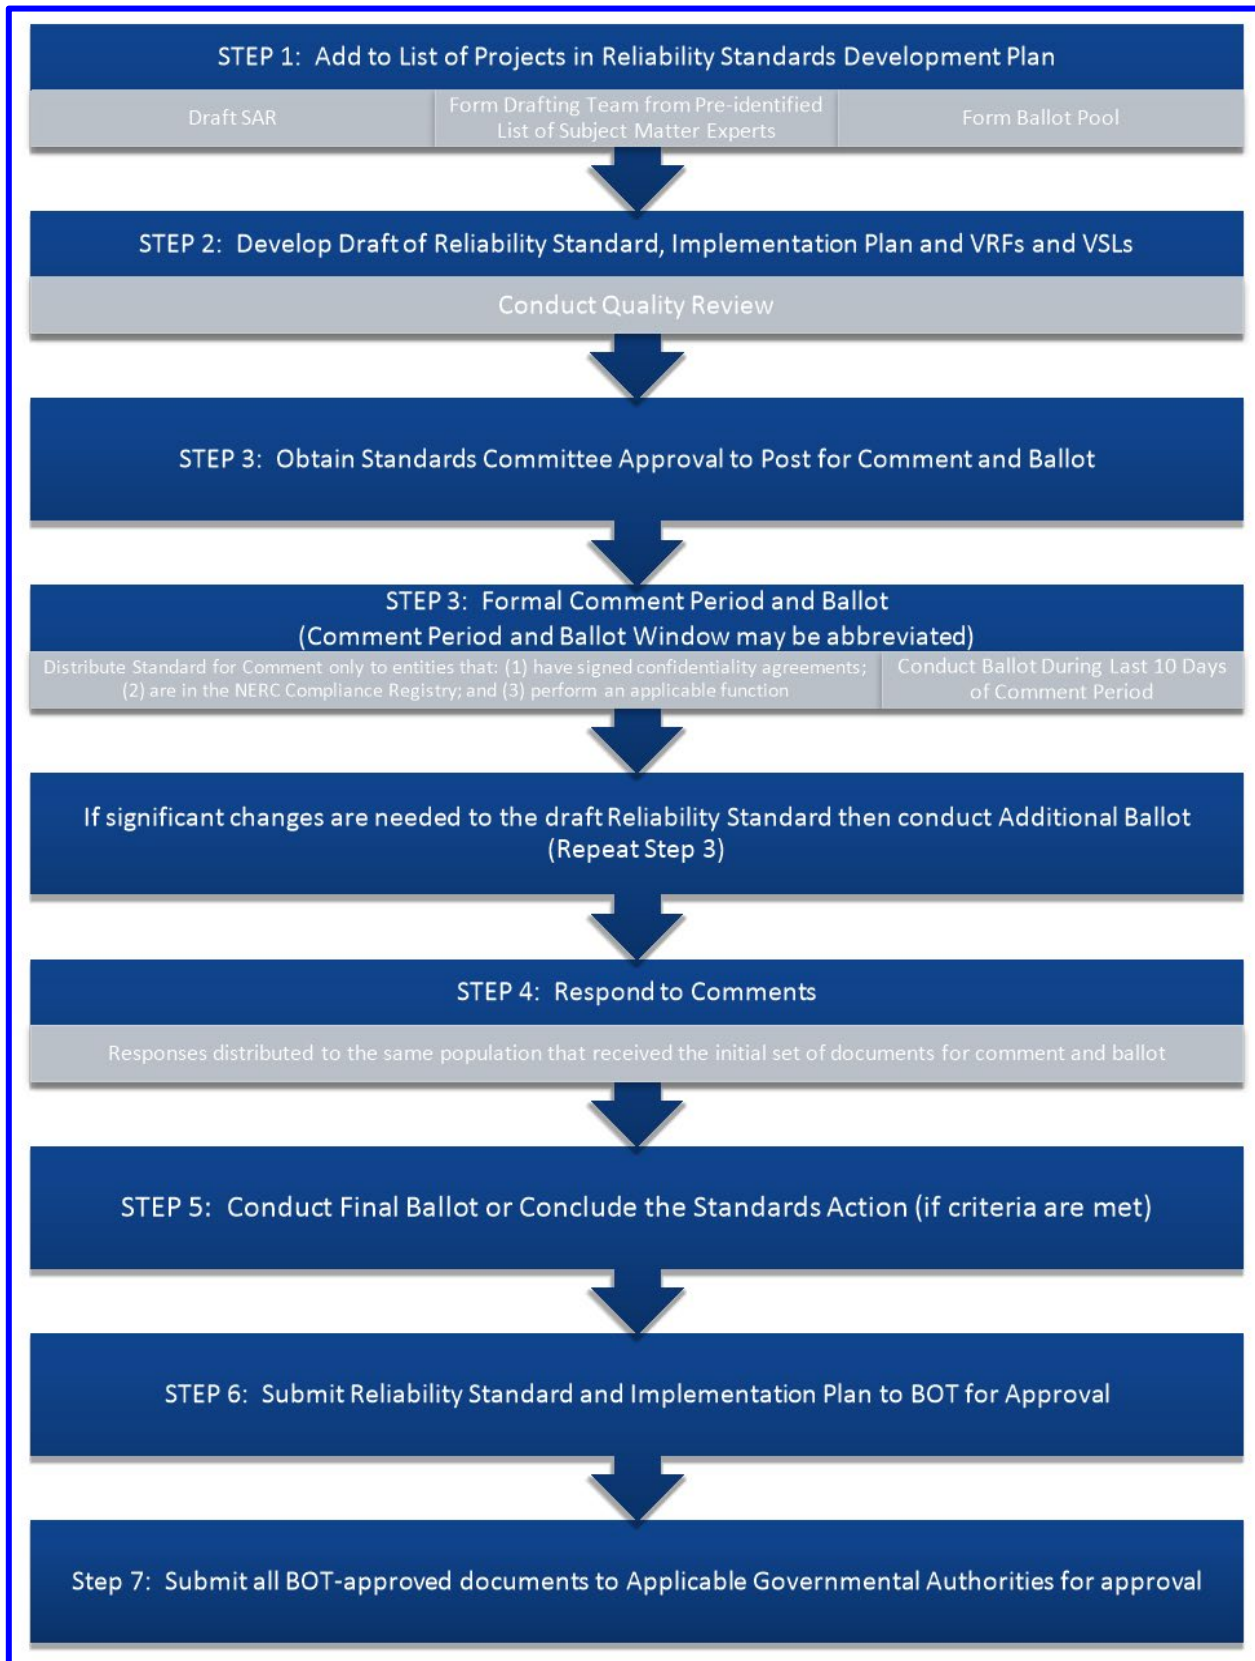 STEP 1: Add to List of Projects in Reliability Standards Development Plan
Draft SAR
Form Drafting Team from Pre-identified
List of Subject Matter Experts
Form Ballot Pool
STEP 2: Develop Draft of Reliability Standard, Implementation Plan and VRFs and VSLs
Conduct Quality Review
STEP 3: Obtain Standards Committee Approval to Post for Comment and Ballot
STEP 3: Formal Comment Period and Ballot
(Comment Period and Ballot Window may be abbreviated)
Distribute Standard for Comment only to entities that: (1) have signed confidentiality agreements;
(2) are in the NERC Compliance Registry; and (3) perform an applicable function
Conduct Ballot During Last 10 Days
of Comment Period
If significant changes are needed to the draft Reliability Standard then conduct Additional Ballot
(Repeat Step 3)
STEP 4: Respond to Comments
Responses distributed to the same population that received the initial set of documents for comment and ballot
STEP 5: Conduct Final Ballot or Conclude the Standards Action (if criteria are met)
STEP 6: Submit Reliability Standard and Implementation Plan to BOT for Approval
Step 7: Submit all BOT-approved documents to Applicable Governmental Authorities for approval